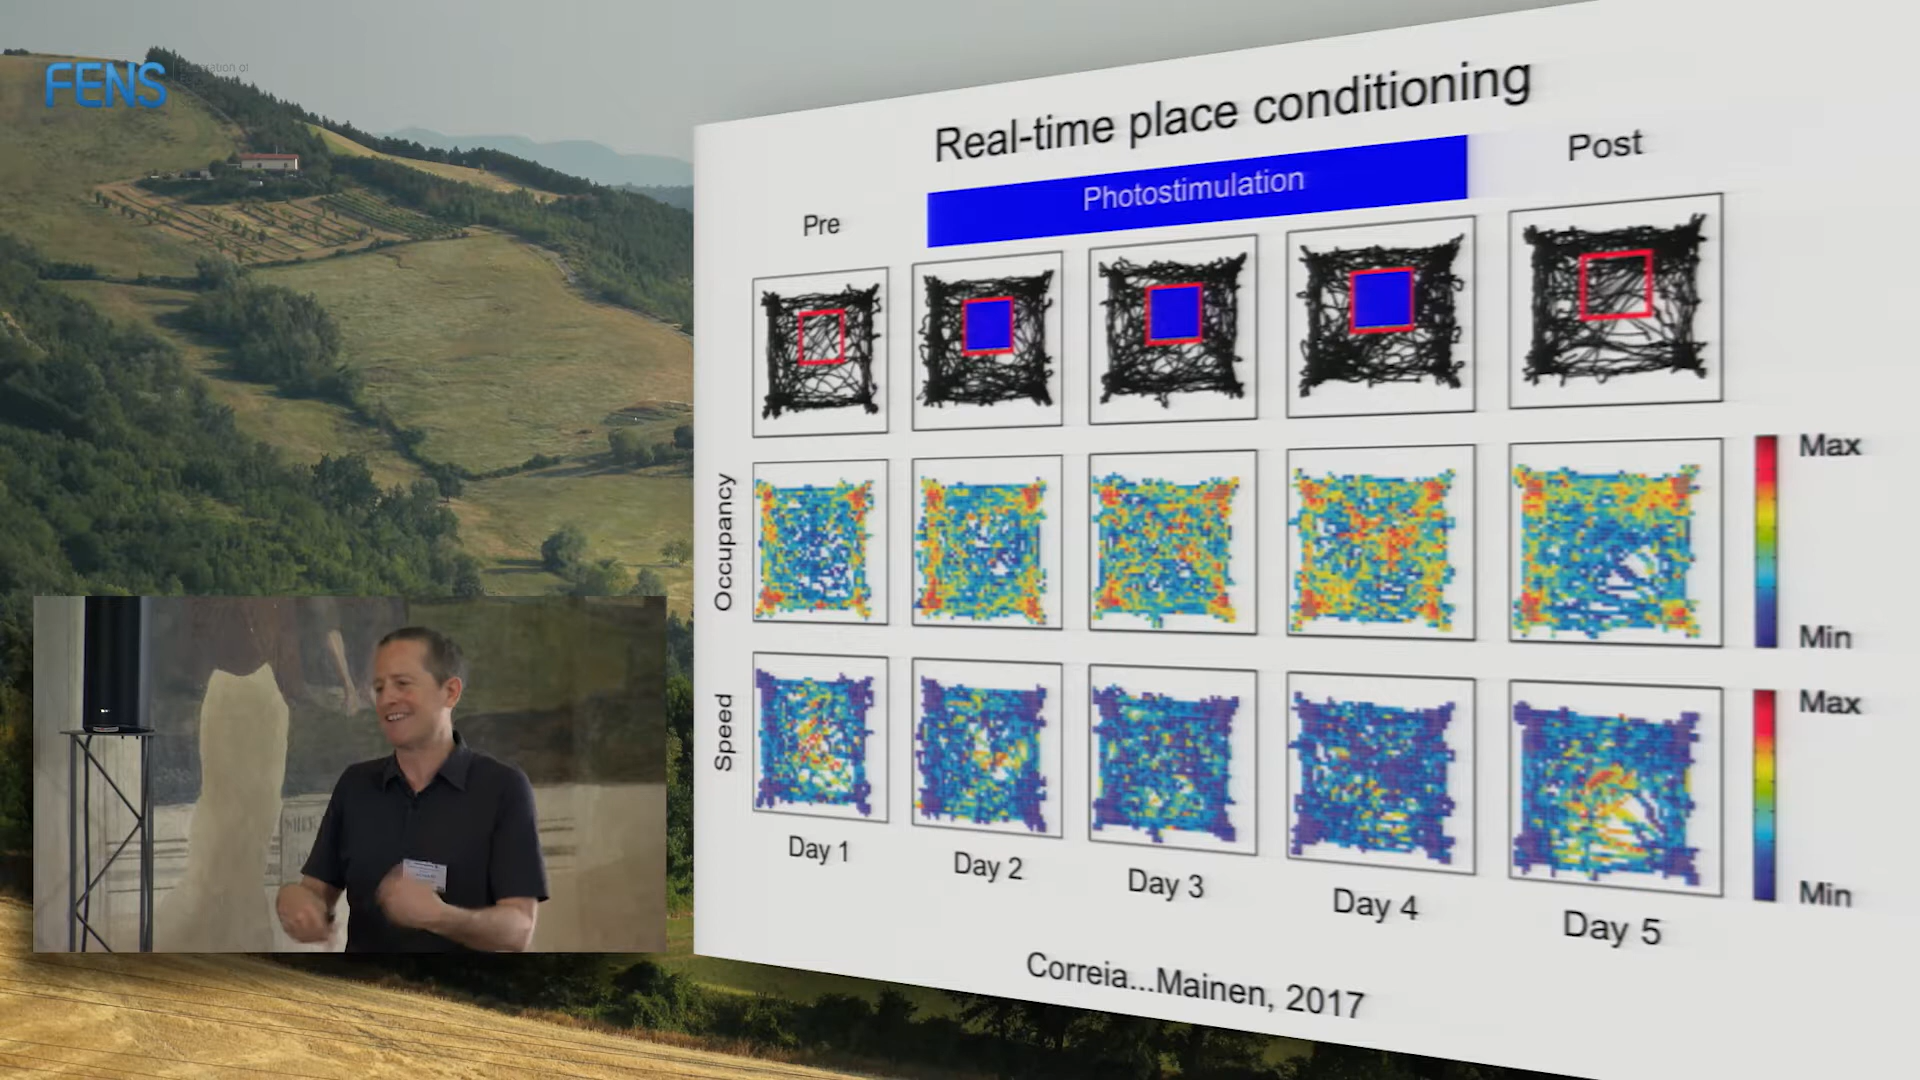 FENS
Real-time place conditioning
Photostimulation
Pre
Post
Occupancy
Max
Min
Speed
Max
Min
Day 1
Day 2
Day 3
Day 4
Day 5
Correia...Mainen, 2017